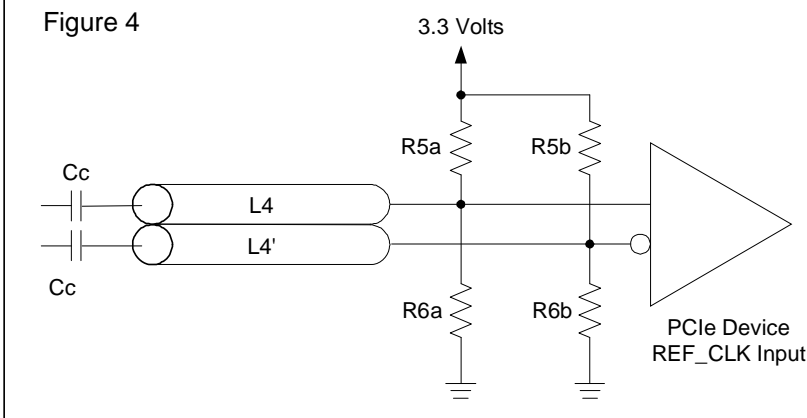 Figure 4
3.3 Volts
R5a
R5b
Cc
L4
L4'
Cc
R6a
R6b
PCIe Device
REF_CLK Input